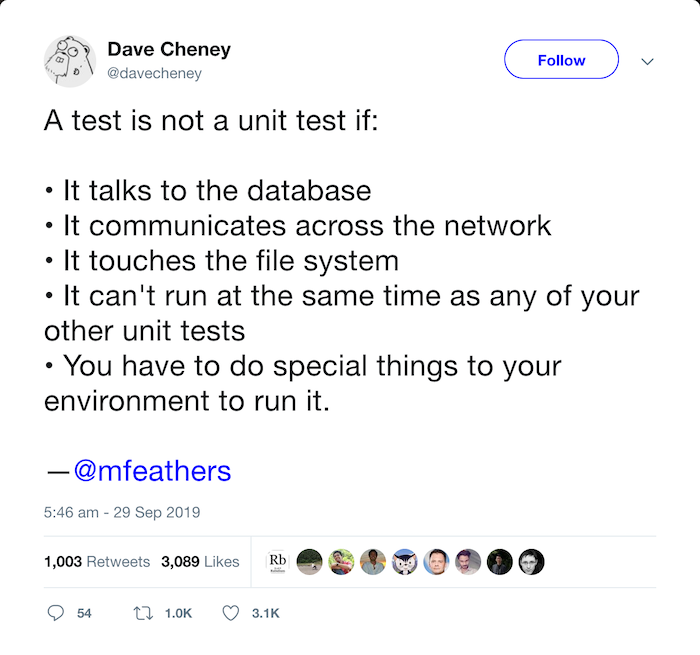 Dave Cheney
@davecheney
Follow
A test is not a unit test if:
• It talks to the database
• It communicates across the network
• It touches the file system
• It can't run at the same time as any of your
other unit tests
• You have to do special things to your
environment to run it.
—@mfeathers
5:46 am - 29 Sep 2019
1,003 Retweets 3,089 Likes
Rb
54 1.0K 3.1K